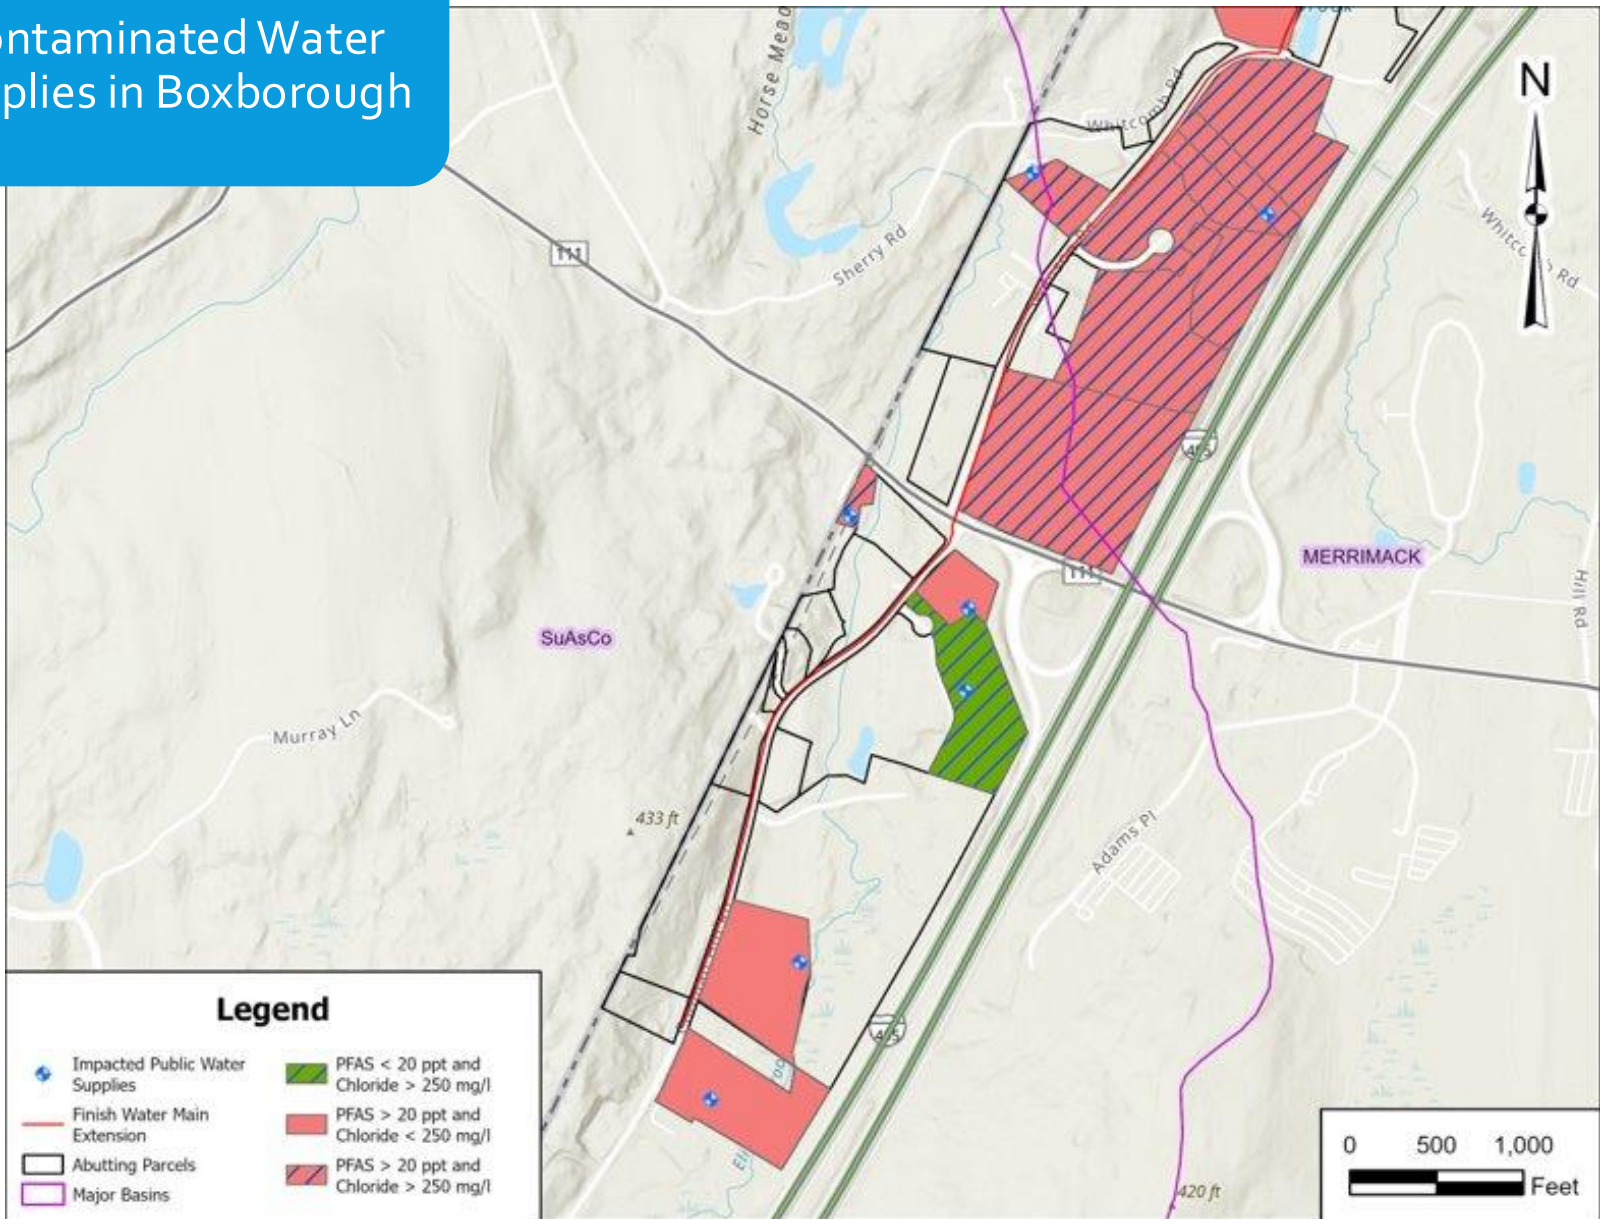 ontaminated Water
plies in Boxborough
Horse Mead
Whitcomb Rd
N
111
Sherry Rd
Whitcomb Rd
495
MERRIMACK
111
Hill Rd
SuAsCo
Murray Ln
433 ft
Adams Pl
495
Legend
Impacted Public Water
Supplies
Finish Water Main
Extension
Abutting Parcels
Major Basins
PFAS < 20 ppt and
Chloride > 250 mg/l
PFAS > 20 ppt and
Chloride < 250 mg/l
PFAS > 20 ppt and
Chloride > 250 mg/l
0 500 1,000
Feet
420 ft